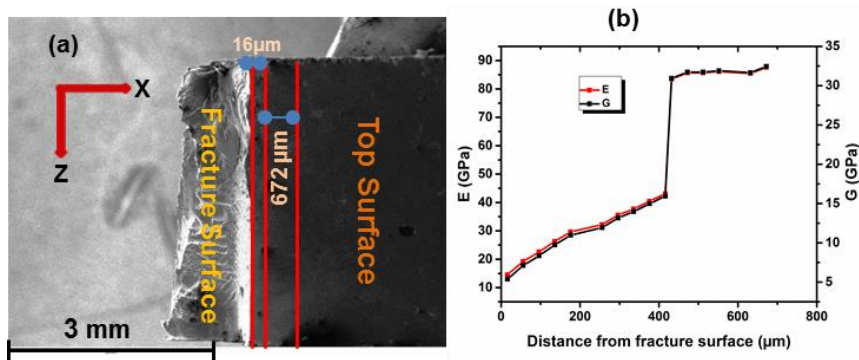 (a)
16μm
X
Z
Fracture Surface
672 μm
Top Surface
3 mm
(b)
90
80
70
60
50
40
30
20
10
E (GPa)
E
G
35
30
25
20
15
10
5
G (GPa)
0 200 400 600 800
Distance from fracture surface (μm)